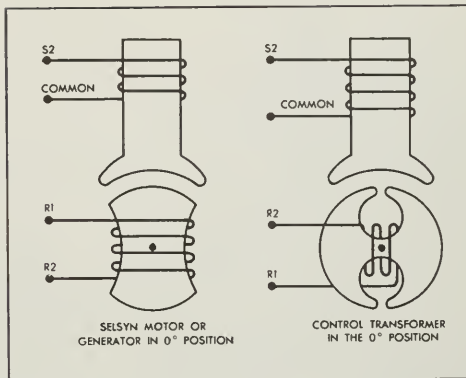 S2
COMMON
R1
R2
SELSYN MOTOR OR
GENERATOR IN 0° POSITION
S2
COMMON
R2
R1
CONTROL TRANSFORMER
IN THE 0° POSITION